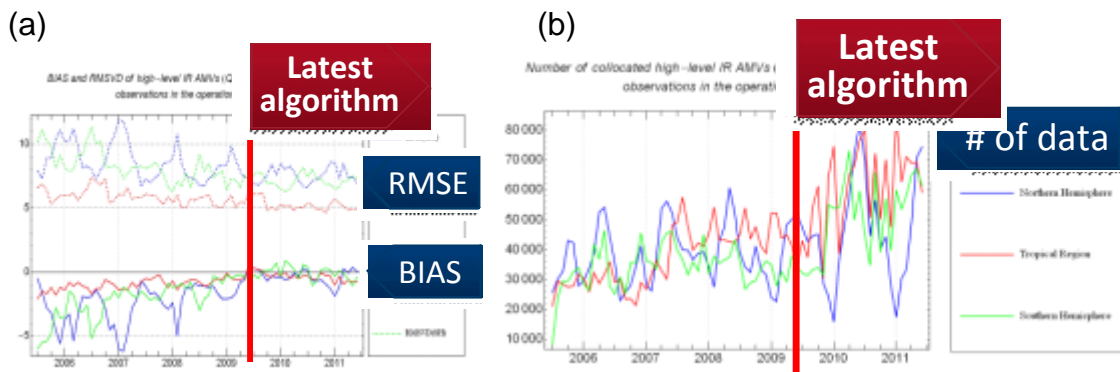 (a)
BIAS and RMSVD of high-level IR AMVs (Q
observations in the operatio
Latest
algorithm
10
5
0
-5
RMSE
BIAS
2006 2007 2008 2009 2010 2011
(b)
Number of collocated high-level IR AMVs (
observations in the operatio
Latest
algorithm
# of data
80 000
70 000
60 000
50 000
40 000
30 000
20 000
10 000
2006 2007 2008 2009 2010 2011
Northern Hemisphere
Tropical Region
Southern Hemisphere